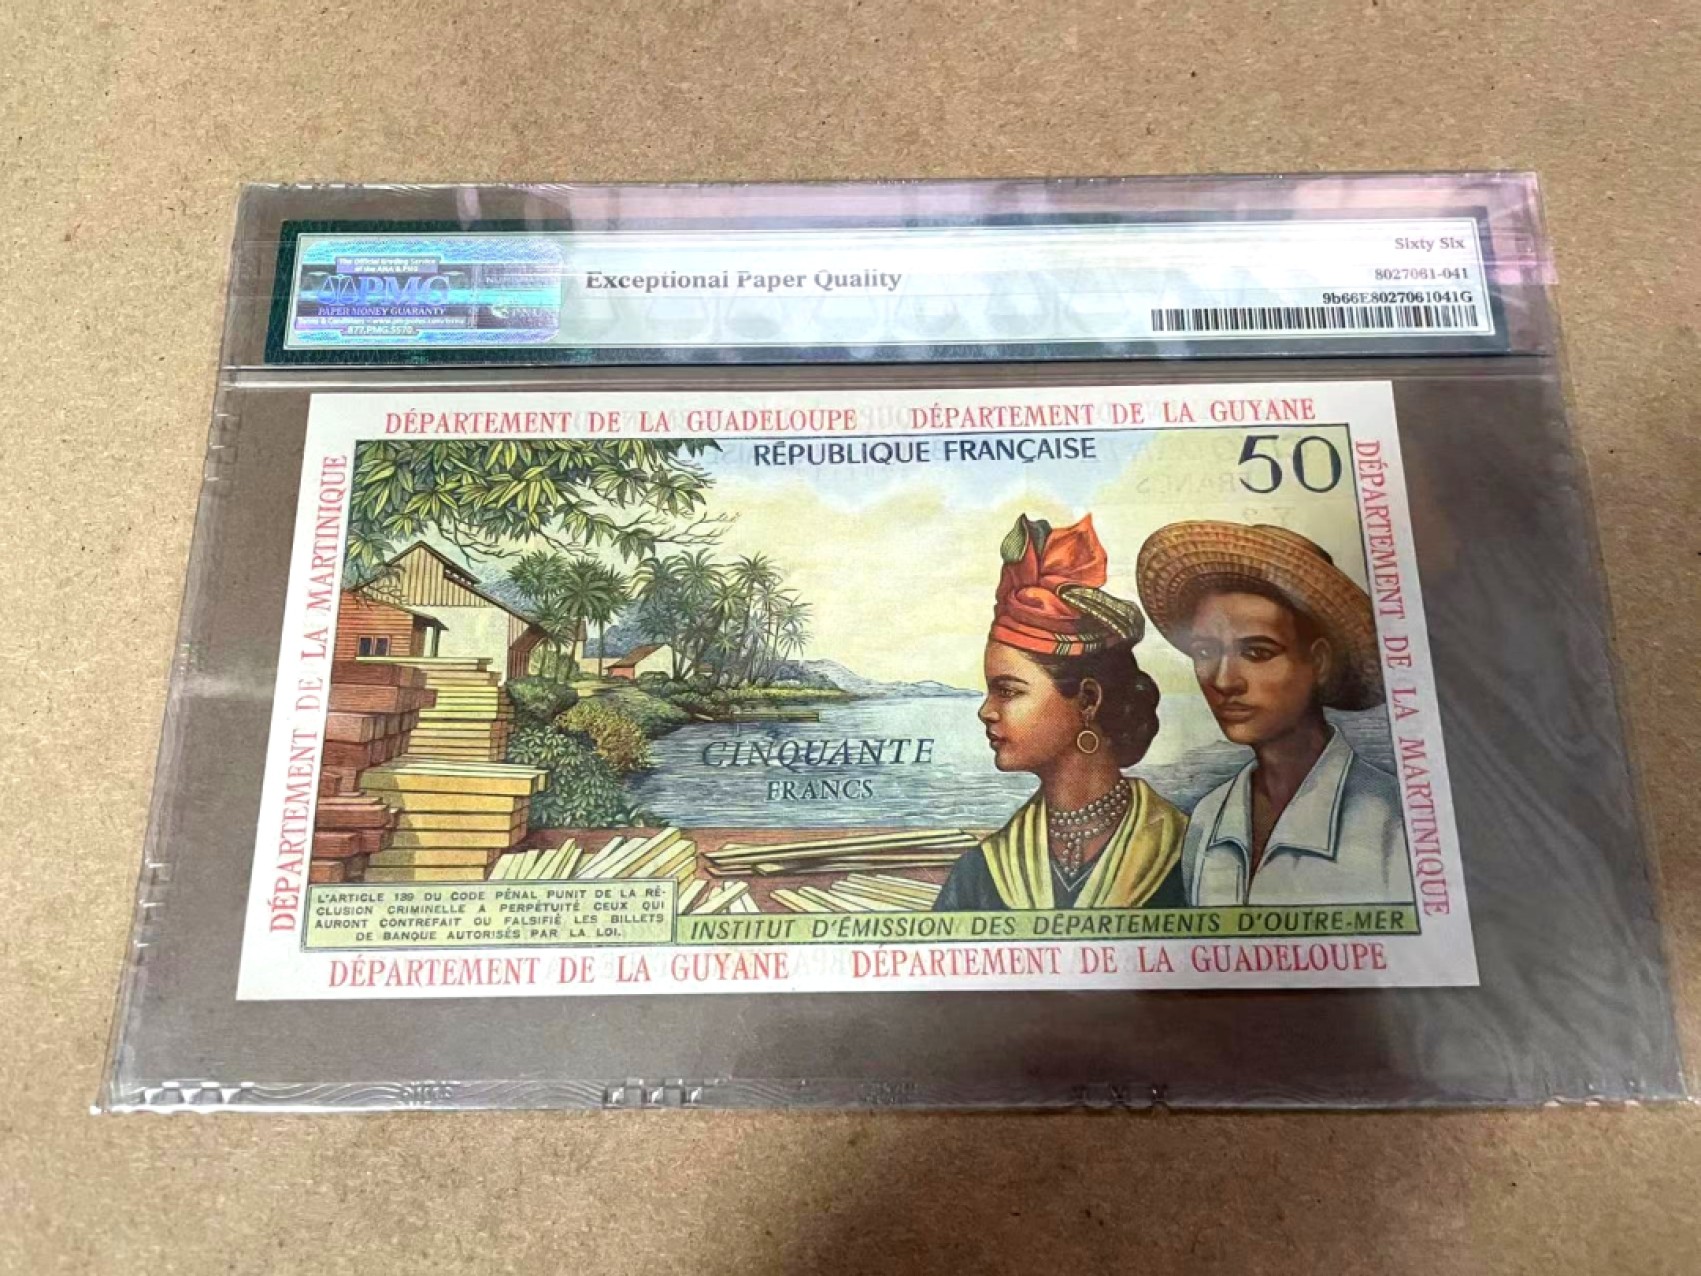 The Official Grading Service
of the ANA & PNG
PMG
PAPER MONEY GUARANTY
877.PMG.5570
Exceptional Paper Quality
Sixty Six
8027061-041
9b66E8027061041G
DÉPARTEMENT DE LA GUADELOUPE DÉPARTEMENT DE LA GUYANE
DÉPARTEMENT DE LA MARTINIQUE
RÉPUBLIQUE FRANÇAISE
50
DÉPARTEMENT DE LA MARTINIQUE
CINQUANTE
FRANCS
L'ARTICLE 139 DU CODE PÉNAL PUNIT DE LA RÉ-
CLUSION CRIMINELLE A PERPÉTUITÉ CEUX QUI
AURONT CONTREFAIT OU FALSIFIÉ LES BILLETS
DE BANQUE AUTORISÉS PAR LA LOI.
INSTITUT D'ÉMISSION DES DÉPARTEMENTS D'OUTRE-MER
DÉPARTEMENT DE LA GUYANE DÉPARTEMENT DE LA GUADELOUPE